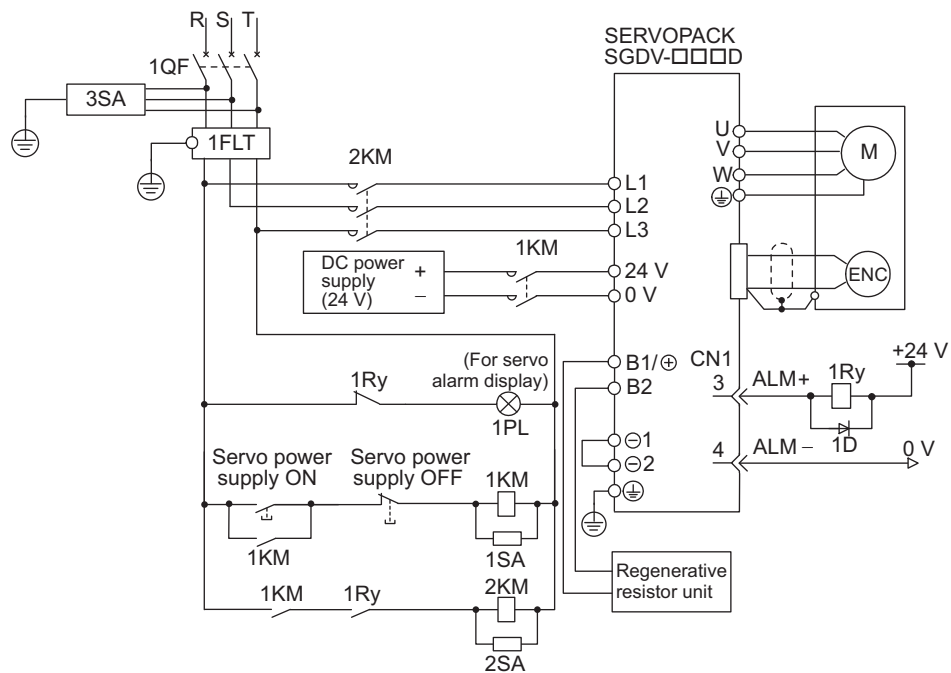 R S T
1QF
3SA
1FLT
2KM
SERVOPACK
SGDV-□□□D
U
V
W
M
L1
L2
L3
1KM
DC power
supply
(24 V)
+
−
24 V
0 V
ENC
B1/⊕
B2
CN1
3
ALM+
1Ry
+24 V
1D
⊖1
⊖2
4
ALM−
0 V
(For servo
alarm display)
1Ry
1PL
Servo power
supply ON
Servo power
supply OFF
1KM
1KM
1SA
1KM
1Ry
2KM
2SA
Regenerative
resistor unit